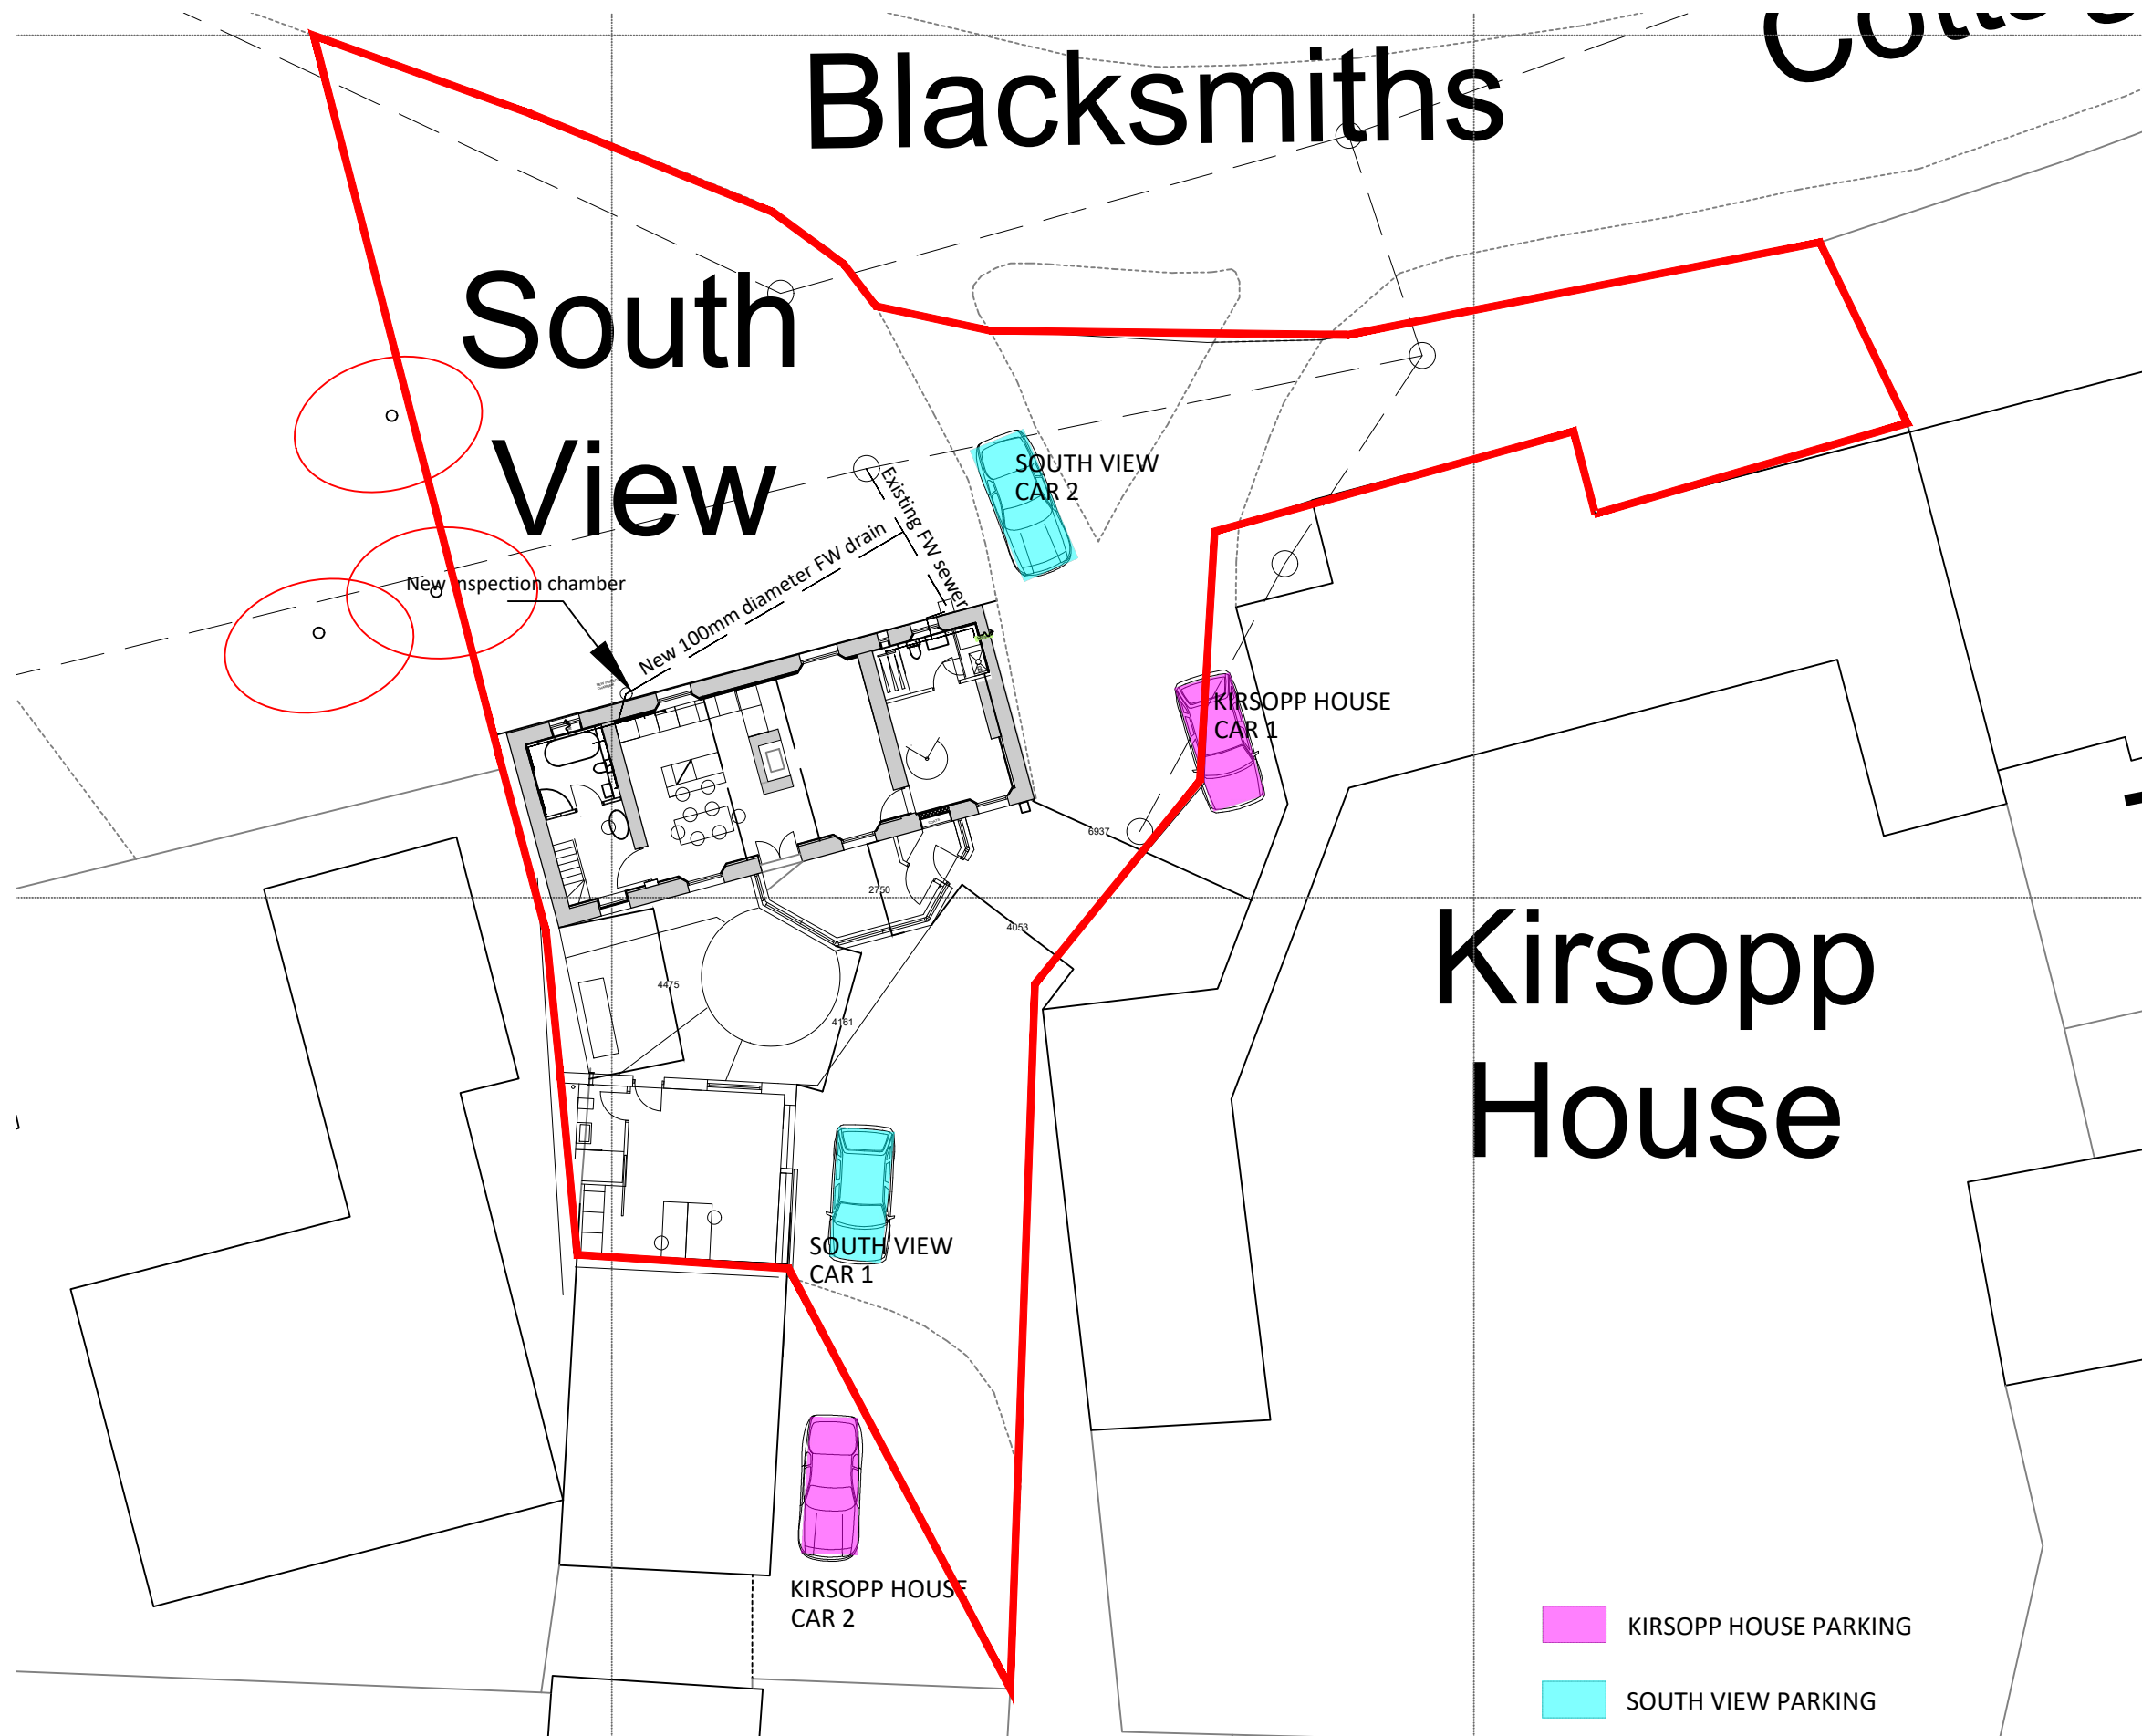 Blacksmiths
South
View
SOUTH VIEW
CAR 2
Existing FW sewer
New 100mm diameter FW drain
New inspection chamber
KIRSOPP HOUSE
CAR 1
6937
2750
4053
4475
4161
Kirsopp
House
SOUTH VIEW
CAR 1
KIRSOPP HOUSE
CAR 2
KIRSOPP HOUSE PARKING
SOUTH VIEW PARKING